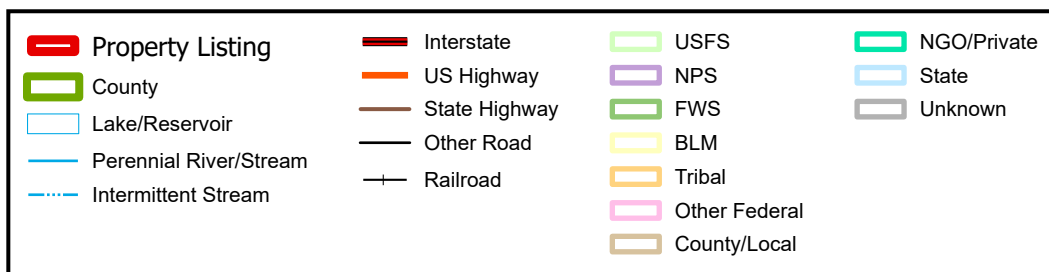 Property Listing
County
Lake/Reservoir
Perennial River/Stream
Intermittent Stream
Interstate
US Highway
State Highway
Other Road
Railroad
USFS
NPS
FWS
BLM
Tribal
Other Federal
County/Local
NGO/Private
State
Unknown